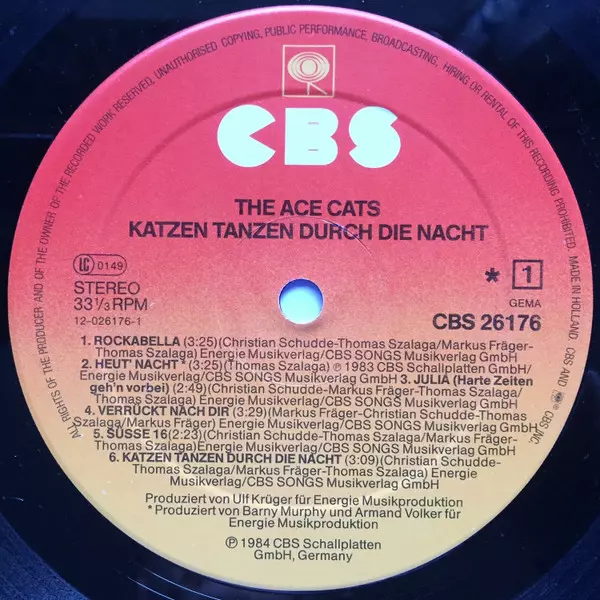 ALL RIGHTS OF THE PRODUCER AND OF THE OWNER OF THE RECORDED WORK RESERVED. UNAUTHORISED COPYING, PUBLIC PERFORMANCE, BROADCASTING, HIRING OR RENTAL OF THIS RECORDING PROHIBITED. MADE IN HOLLAND. CBS AND ® CBS INC.
CBS
THE ACE CATS
KATZEN TANZEN DURCH DIE NACHT
LC 0149
STEREO
33⅓ RPM
12-026176-1
* 1
GEMA
CBS 26176
1. ROCKABELLA (3:25)(Christian Schudde-Thomas Szalaga/Markus Fräger-
Thomas Szalaga) Energie Musikverlag/CBS SONGS Musikverlag GmbH
2. HEUT' NACHT* (3:25)(Thomas Szalaga) ℗ 1983 CBS Schallplatten GmbH/
Energie Musikverlag/CBS SONGS Musikverlag GmbH 3. JULIA (Harte Zeiten
geh'n vorbei) (2:49)(Christian Schudde-Markus Fräger-Thomas Szalaga/
Thomas Szalaga) Energie Musikverlag/CBS SONGS Musikverlag GmbH
4. VERRÜCKT NACH DIR (3:29)(Markus Fräger-Christian Schudde-Thomas
Szalaga/Markus Fräger) Energie Musikverlag/CBS SONGS Musikverlag GmbH
5. SÜSSE 16 (2:23)(Christian Schudde-Thomas Szalaga/Markus Fräger-
Thomas Szalaga) Energie Musikverlag/CBS SONGS Musikverlag GmbH
6. KATZEN TANZEN DURCH DIE NACHT (3:09)(Christian Schudde-
Thomas Szalaga/Markus Fräger-Thomas Szalaga) Energie
Musikverlag/CBS SONGS Musikverlag GmbH
Produziert von Ulf Krüger für Energie Musikproduktion
* Produziert von Barny Murphy und Armand Volker für
Energie Musikproduktion
℗ 1984 CBS Schallplatten
GmbH, Germany